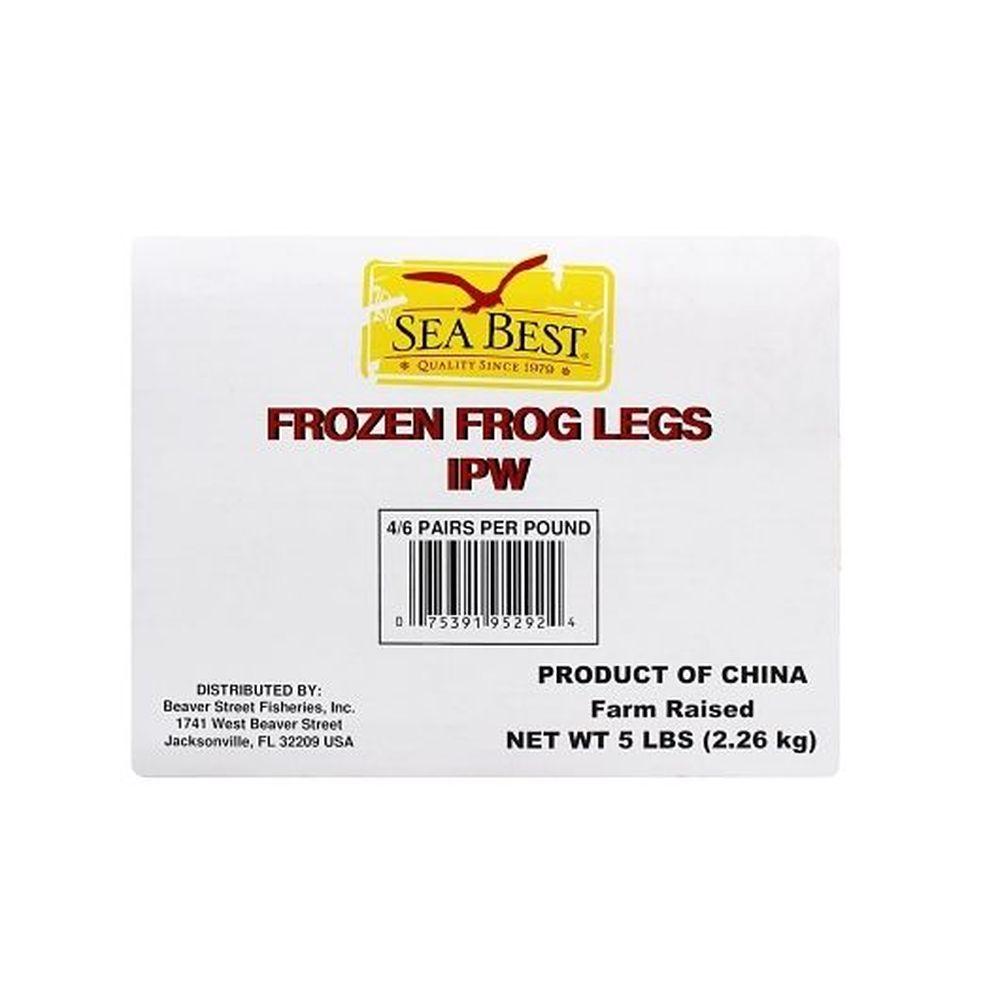 SEA BEST
QUALITY SINCE 1979
FROZEN FROG LEGS
IPW
4/6 PAIRS PER POUND
0 75391 95292 4
DISTRIBUTED BY:
Beaver Street Fisheries, Inc.
1741 West Beaver Street
Jacksonville, FL 32209 USA
PRODUCT OF CHINA
Farm Raised
NET WT 5 LBS (2.26 kg)